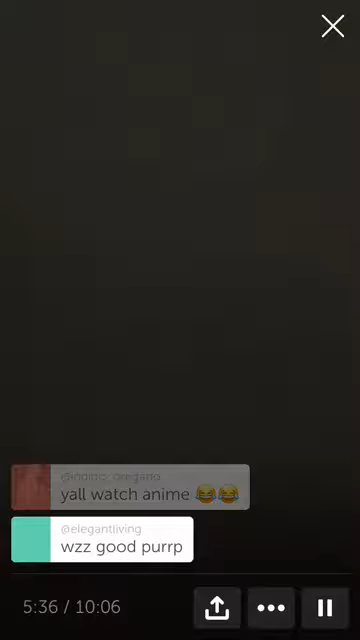 yall watch anime 😂😂
@elegantliving
wzz good purrp
5:36 / 10:06